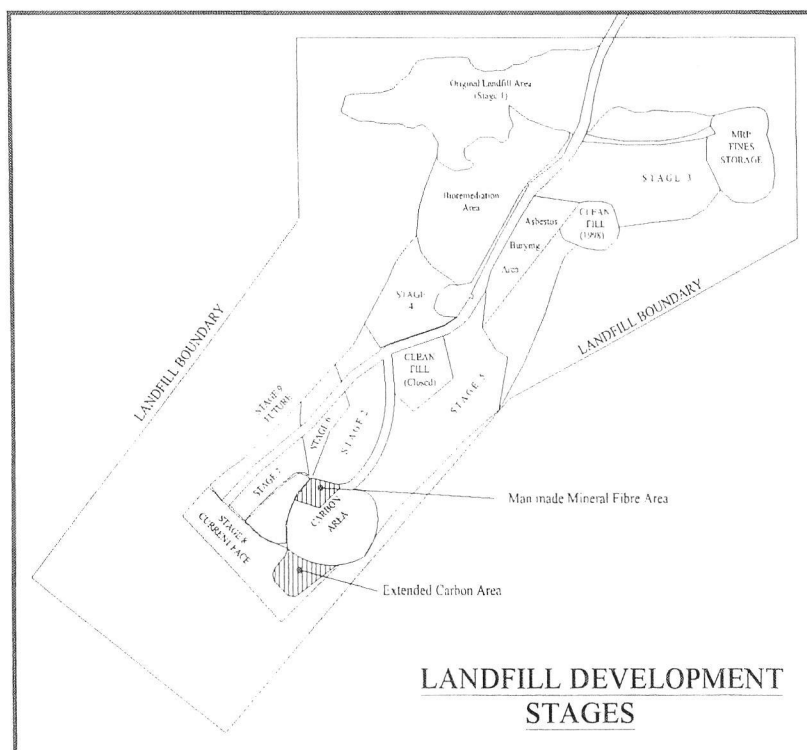 Original Landfill Area
(Stage 1)
MRP
FINES
STORAGE
STAGE 3
Bioremediation
Area
Asbestos
Burying
Area
CLEAN
FILL
(1998)
STAGE
4
LANDFILL BOUNDARY
LANDFILL BOUNDARY
CLEAN
FILL
(Closed)
STAGE 5
STAGE 9
FUTURE
STAGE 6
STAGE 2
STAGE 7
CARBON
AREA
Man made Mineral Fibre Area
STAGE 8
CURRENT FACE
Extended Carbon Area
LANDFILL DEVELOPMENT
STAGES